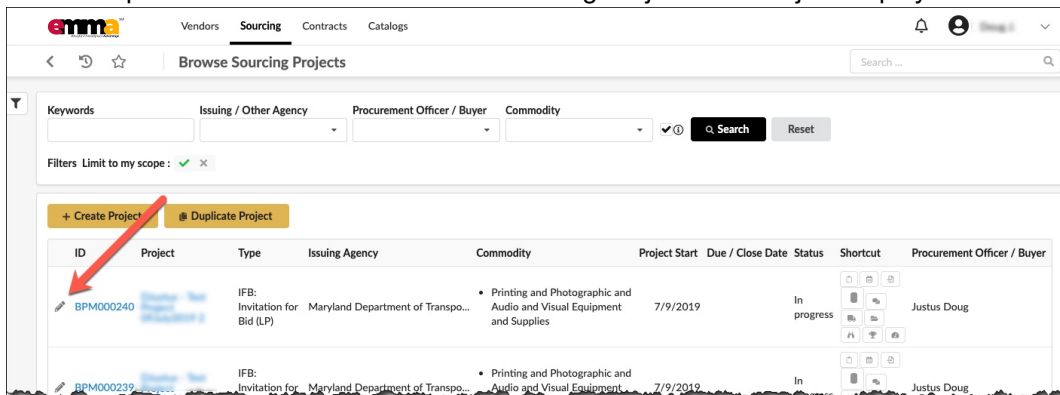 emma
Vendors Sourcing Contracts Catalogs
Browse Sourcing Projects
Search ...
Keywords Issuing / Other Agency Procurement Officer / Buyer Commodity
Search Reset
Filters Limit to my scope :
+ Create Project Duplicate Project
ID Project Type Issuing Agency Commodity Project Start Due / Close Date Status Shortcut Procurement Officer / Buyer
BPM000240 IFB: Invitation for Bid (LP) Maryland Department of Transpo... • Printing and Photographic and Audio and Visual Equipment and Supplies 7/9/2019 In progress Justus Doug
BPM000239 IFB: Invitation for Maryland Department of Transpo... • Printing and Photographic and Audio and Visual Equipment 7/9/2019 In Justus Doug